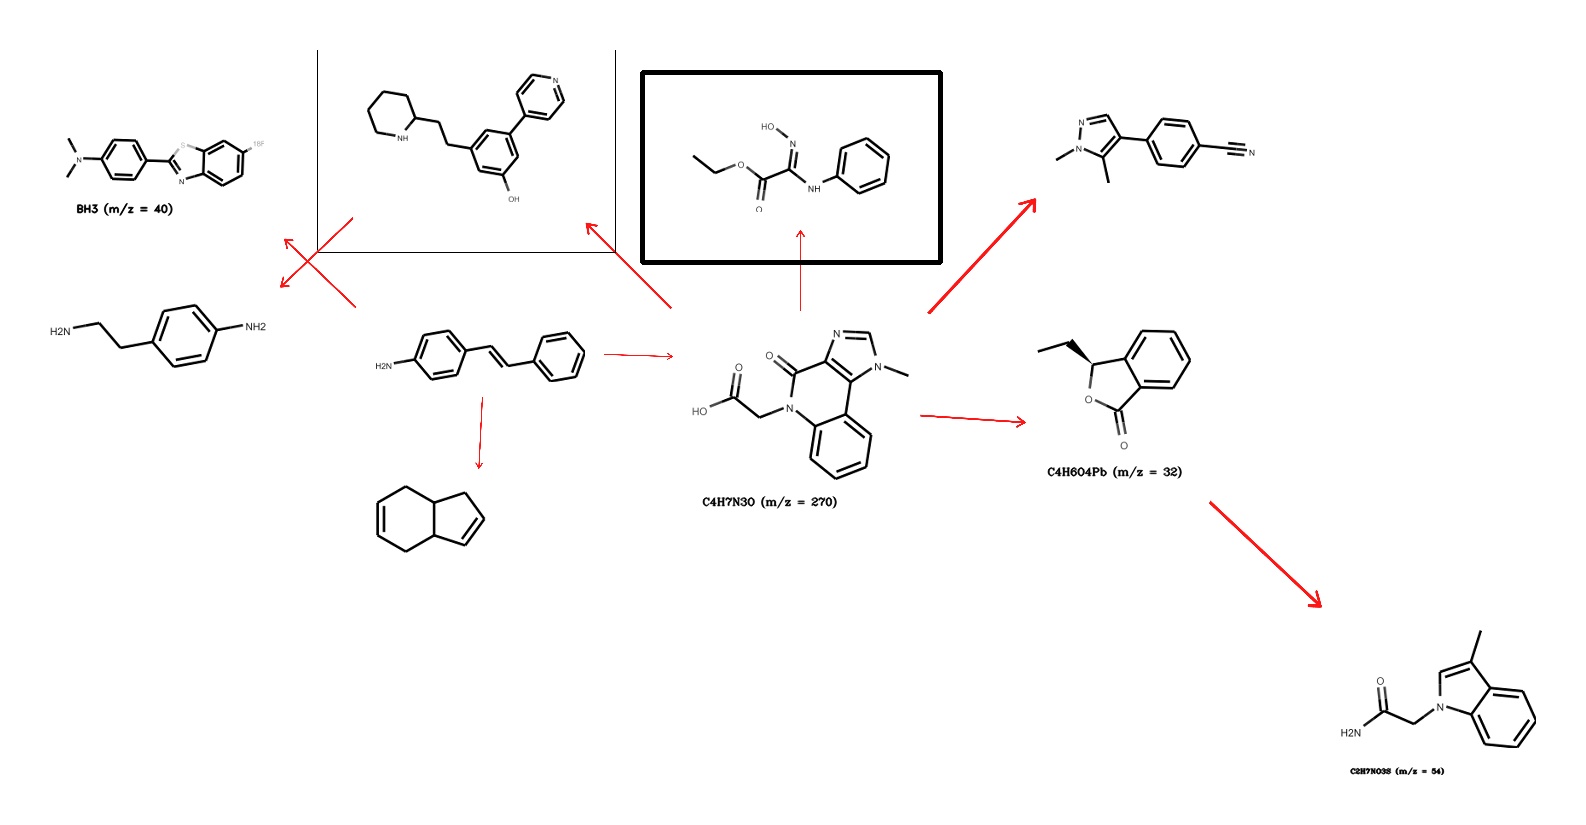 N
N
N
HO
N
S
18F
N
N
N
NH
O
N
O
NH
BH3 (m/z = 40)
OH
O
H2N
NH2
N
O
H2N
O
N
HO
N
O
O
C4H6O4Pb (m/z = 32)
C4H7N3O (m/z = 270)
O
N
H2N
C2H7NO3S (m/z = 54)